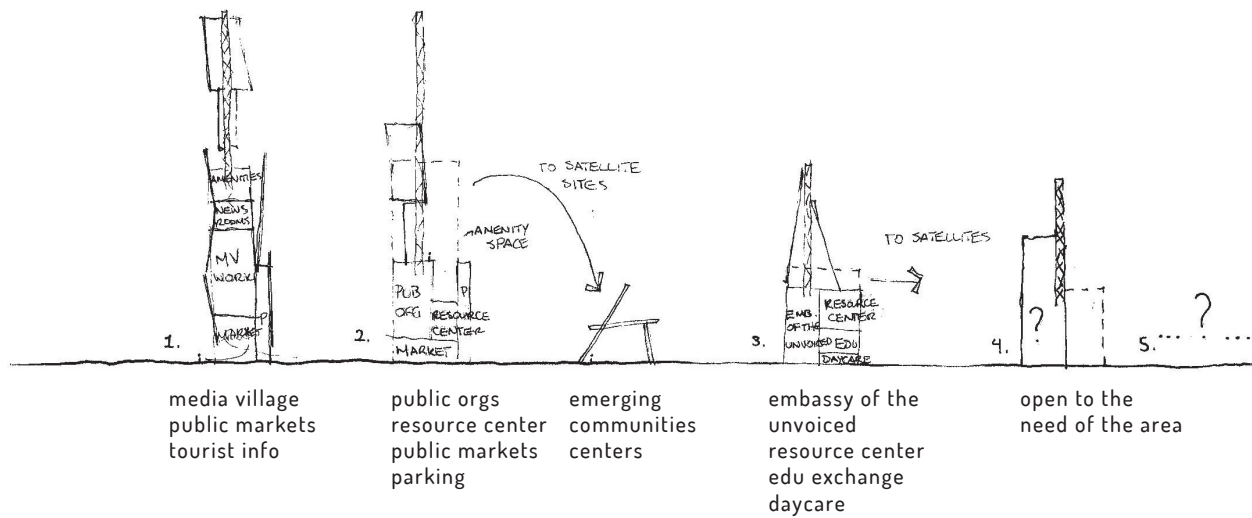 1.
AMENITIES
NEWS
ROOMS
MV
WORK
MARKET
P
media village
public markets
tourist info
2.
PUB
ORG
P
RESOURCE
CENTER
MARKET
AMENITY
SPACE
TO SATELLITE
SITES
public orgs
resource center
public markets
parking
emerging
communities
centers
3.
EMB.
OF THE
UNVOICED
RESOURCE
CENTER
EDU
DAYCARE
TO SATELLITES
embassy of the
unvoiced
resource center
edu exchange
daycare
4.
?
open to the
need of the area
5.
?
... ...